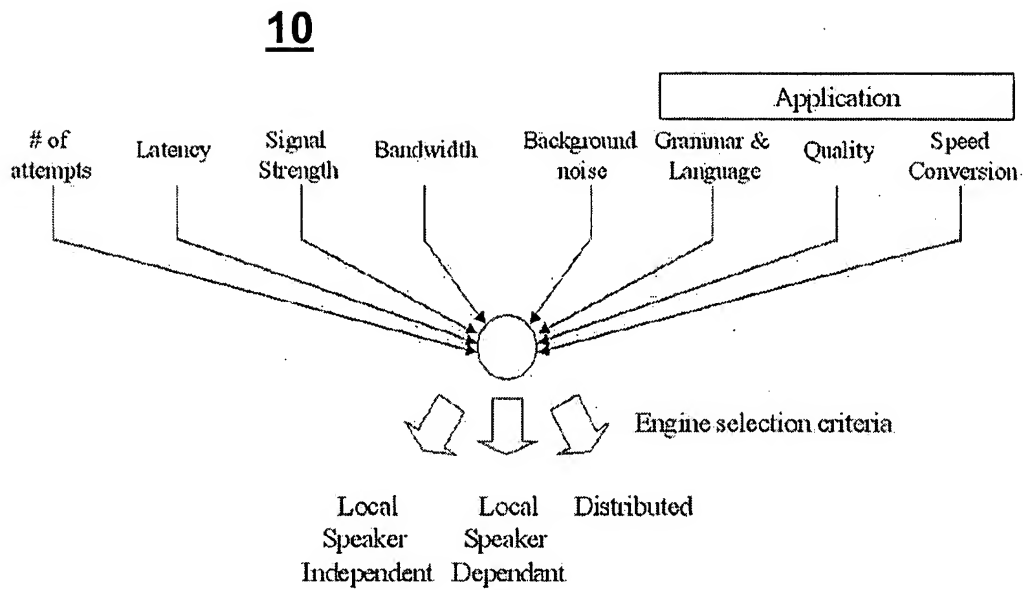 10
Application
# of
attempts
Latency
Signal
Strength
Bandwidth
Background
noise
Grammar &
Language
Quality
Speed
Conversion
Engine selection criteria
Local
Speaker
Independent
Local
Speaker
Dependant
Distributed